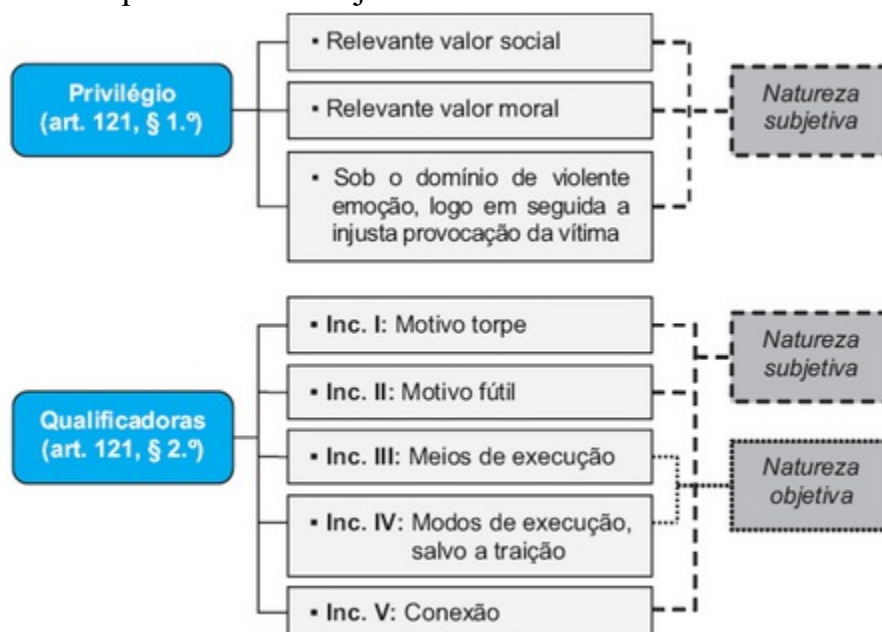 Privilégio
(art. 121, § 1.º)
▪ Relevante valor social
▪ Relevante valor moral
▪ Sob o domínio de violente
emoção, logo em seguida a
injusta provocação da vítima
Natureza
subjetiva
Qualificadoras
(art. 121, § 2.º)
▪ Inc. I: Motivo torpe
▪ Inc. II: Motivo fútil
▪ Inc. III: Meios de execução
▪ Inc. IV: Modos de execução,
salvo a traição
▪ Inc. V: Conexão
Natureza
subjetiva
Natureza
objetiva